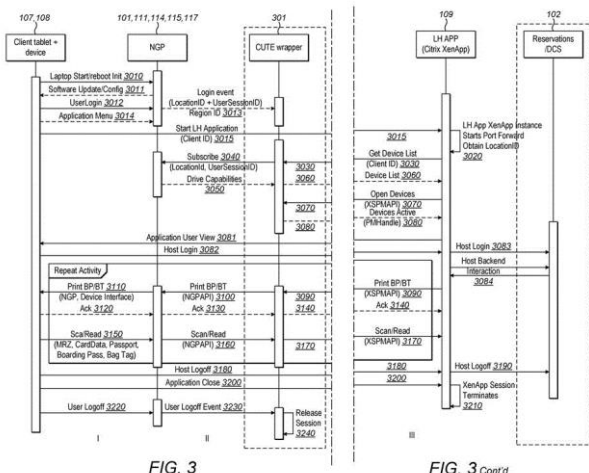 107,108
Client tablet +
device
101,111,114,115,117
NGP
301
CUTE wrapper
Laptop Start/reboot Init 3010
Software Update/Config 3011
UserLogin 3012
Application Menu 3014
Login event
(LocationID + UserSessionID)
Region ID 3013
Start LH Application
(Client ID) 3015
Subscribe 3040
(LocationId, UserSessionID)
Drive Capabilities
3050
3030
3060
3070
3080
Application User View 3081
Host Login 3082
Repeat Activity
Print BP/BT 3110
(NGP, Device Interface)
Ack 3120
Print BP/BT
(NGPAPI) 3100
Ack 3130
3090
3140
Sca/Read 3150
(MRZ, CardData, Passport,
Boarding Pass, Bag Tag)
Scan/Read
(NGPAPI) 3160
3170
Host Logoff 3180
Application Close 3200
User Logoff 3220
User Logoff Event 3230
Release
Session
3240
I
II
FIG. 3
109
LH APP
(Citrix XenApp)
102
Reservations
/DCS
3015
LH App XenApp Instance
Starts Port Forward
Obtain LocationID
3020
Get Device List
(Client ID) 3030
Device List 3060
Open Devices
(XSPMAPI) 3070
Devices Active
(PMHandle) 3080
Host Login 3083
Host Backend
Interaction
3084
Print BP/BT
(XSPMAPI) 3090
Ack 3140
Scan/Read
(XSPMAPI) 3170
3180
Host Logoff 3190
3200
XenApp Session
Terminates
3210
III
FIG. 3 Cont'd